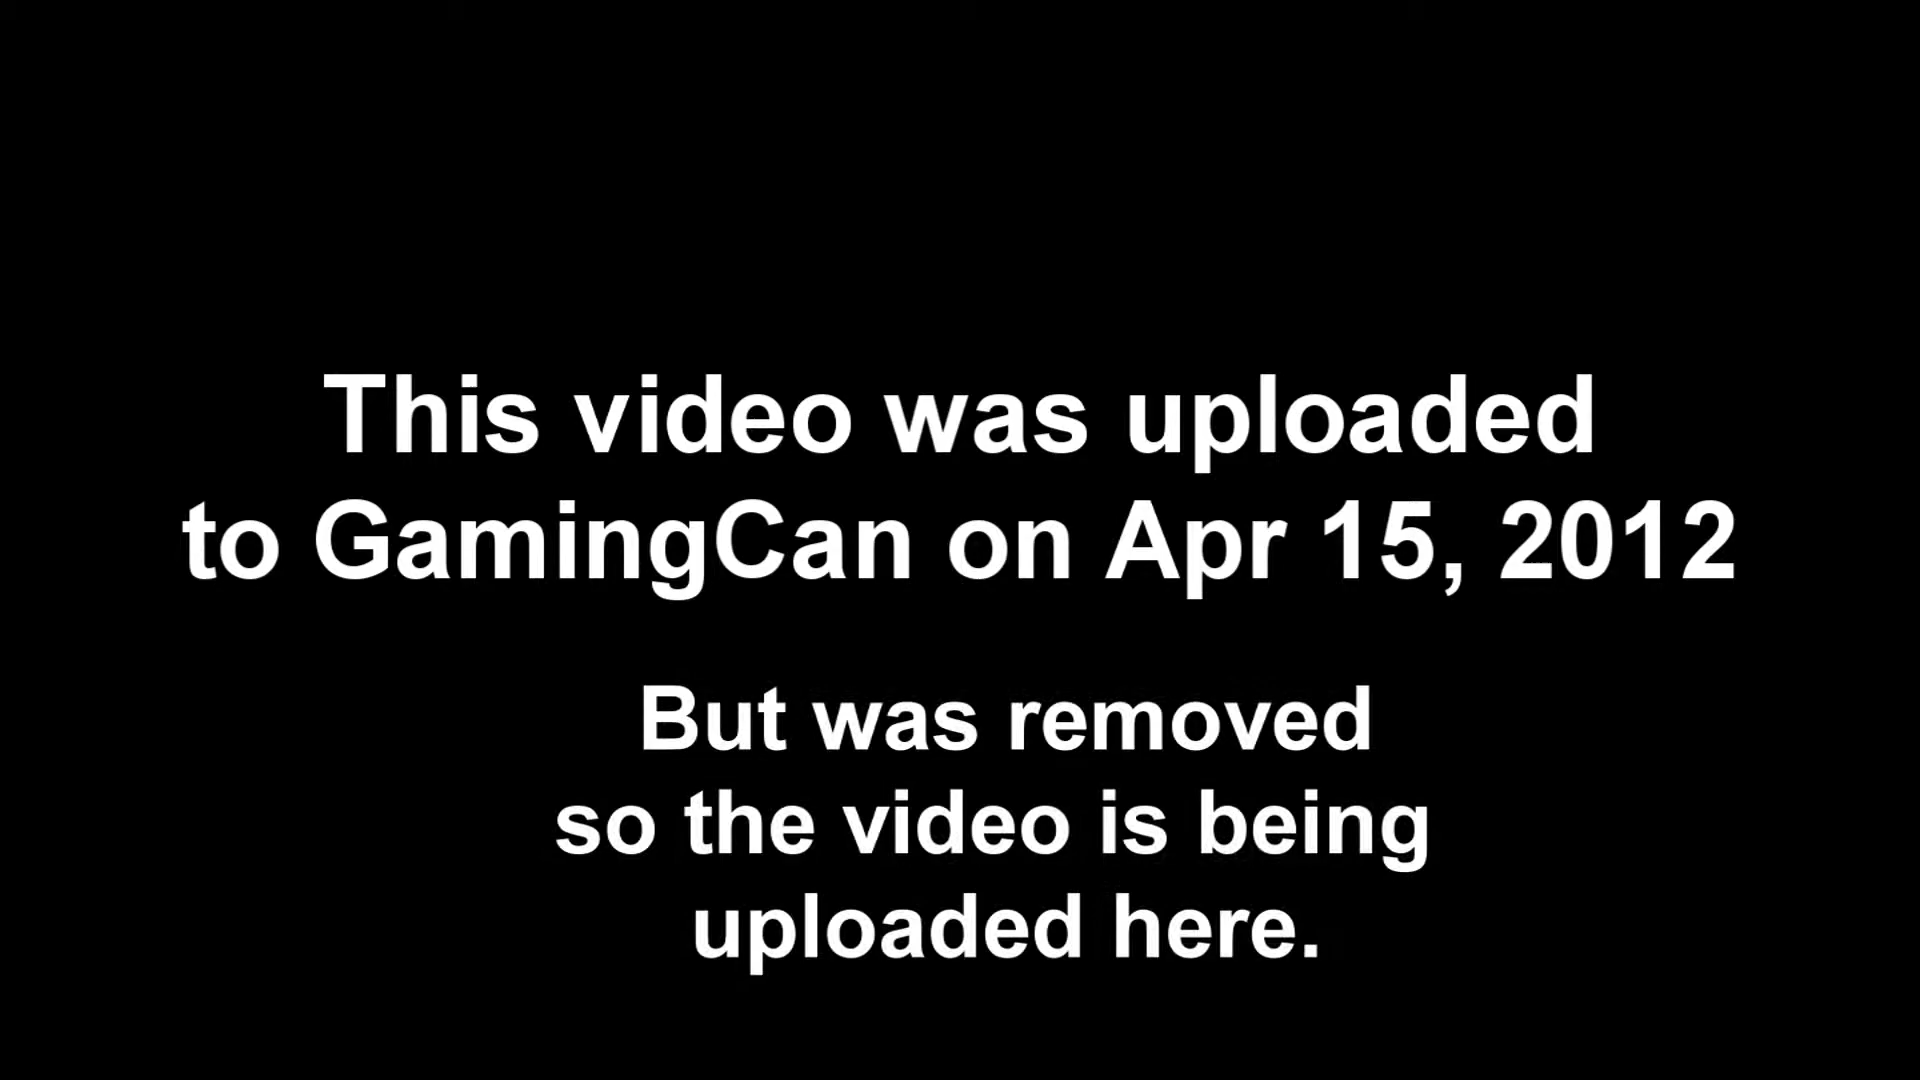 This video was uploaded
to GamingCan on Apr 15, 2012
But was removed
so the video is being
uploaded here.